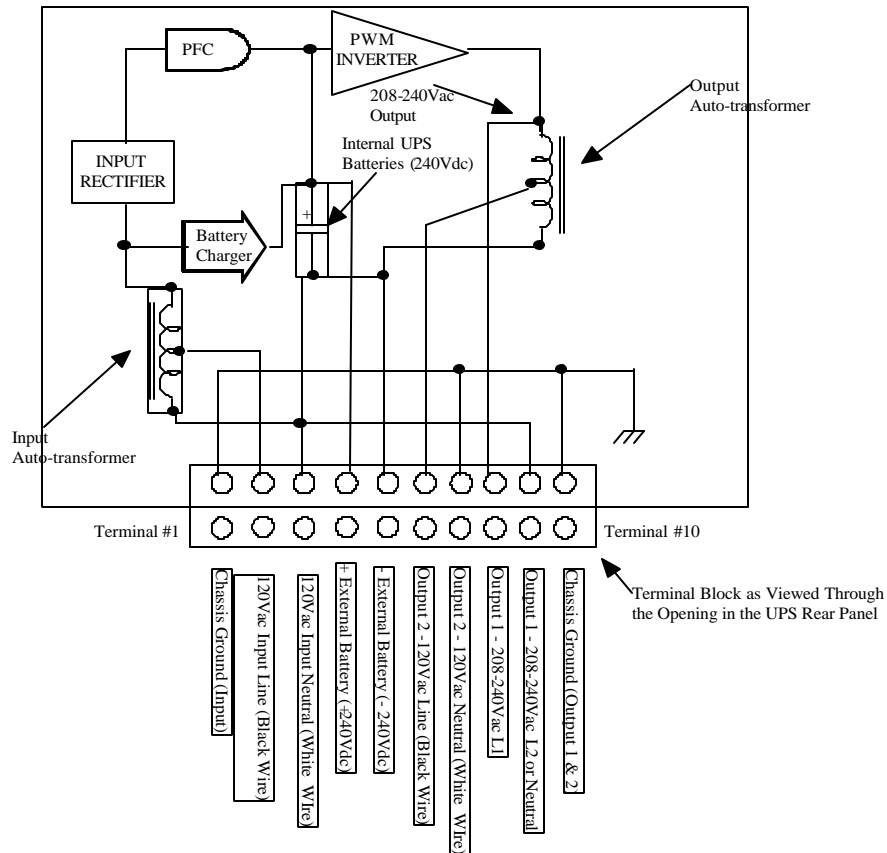 PFC
PWM
INVERTER
208-240Vac
Output
Output
Auto-transformer
Internal UPS
Batteries (240Vdc)
INPUT
RECTIFIER
+
Battery
Charger
Input
Auto-transformer
Terminal #1
Terminal #10
Terminal Block as Viewed Through
the Opening in the UPS Rear Panel
Chassis Ground (Input)
120Vac Input Line (Black Wire)
120Vac Input Neutral (White WIre)
+ External Battery (+240Vdc)
- External Battery (- 240Vdc)
Output 2 -120Vac Line (Black Wire)
Output 2 - 120Vac Neutral (White WIre)
Output 1 - 208-240Vac L1
Output 1 - 208-240Vac L2 or Neutral
Chassis Ground (Output 1 & 2